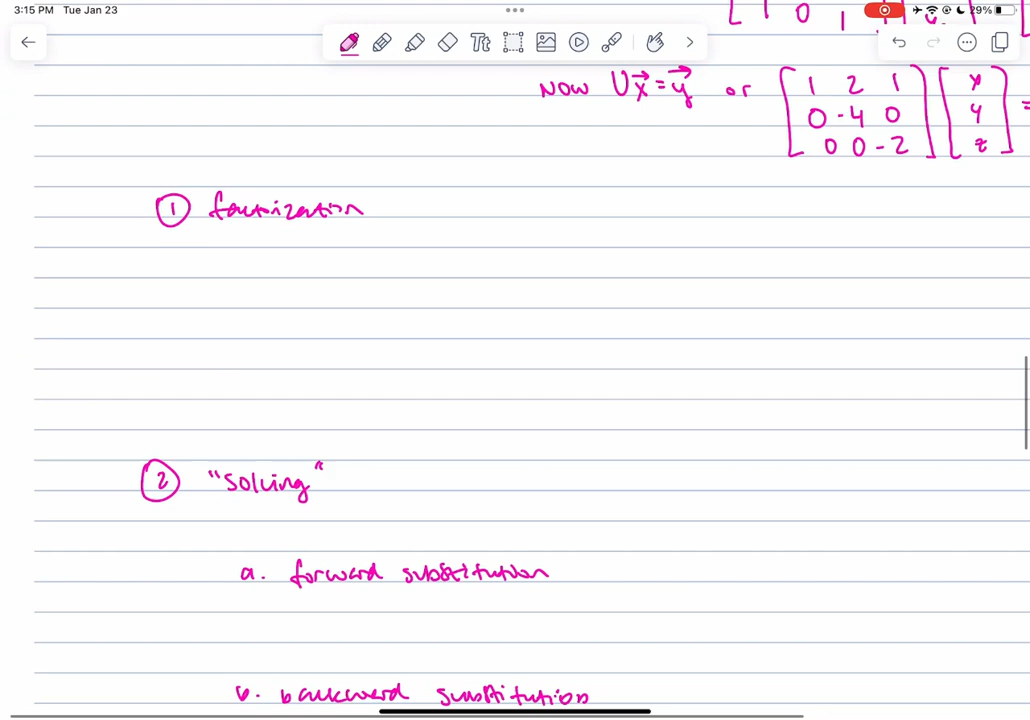 3:15 PM Tue Jan 23
29%
Tt
Now Ux⃗ = y⃗ or [1 2 1] [x]
[0 -4 0] [y] =
[0 0 -2] [z]
① factorization
② "solving"
a. forward substitution
b. backward substitution